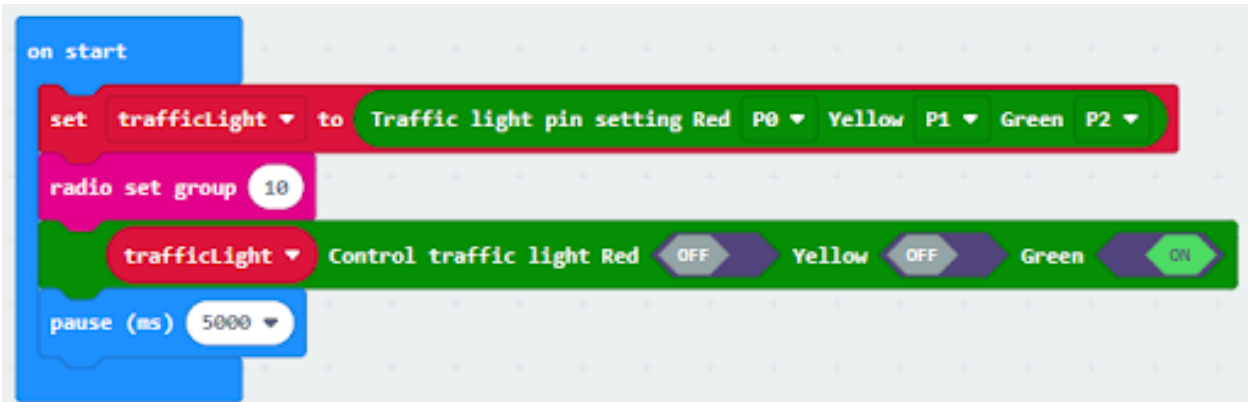 on start
set trafficLight to Traffic light pin setting Red P0 Yellow P1 Green P2
radio set group 10
trafficLight Control traffic light Red OFF Yellow OFF Green ON
pause (ms) 5000